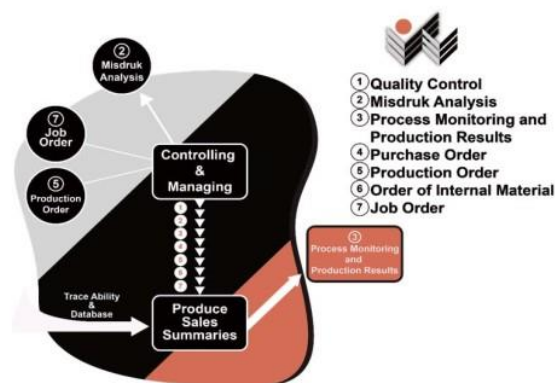 ② Misdruk Analysis
⑦ Job Order
⑤ Production Order
Controlling & Managing
①
②
③
④
⑤
⑥
⑦
Trace Ability & Database
Produce Sales Summaries
③ Process Monitoring and Production Results
① Quality Control
② Misdruk Analysis
③ Process Monitoring and
Production Results
④ Purchase Order
⑤ Production Order
⑥ Order of Internal Material
⑦ Job Order